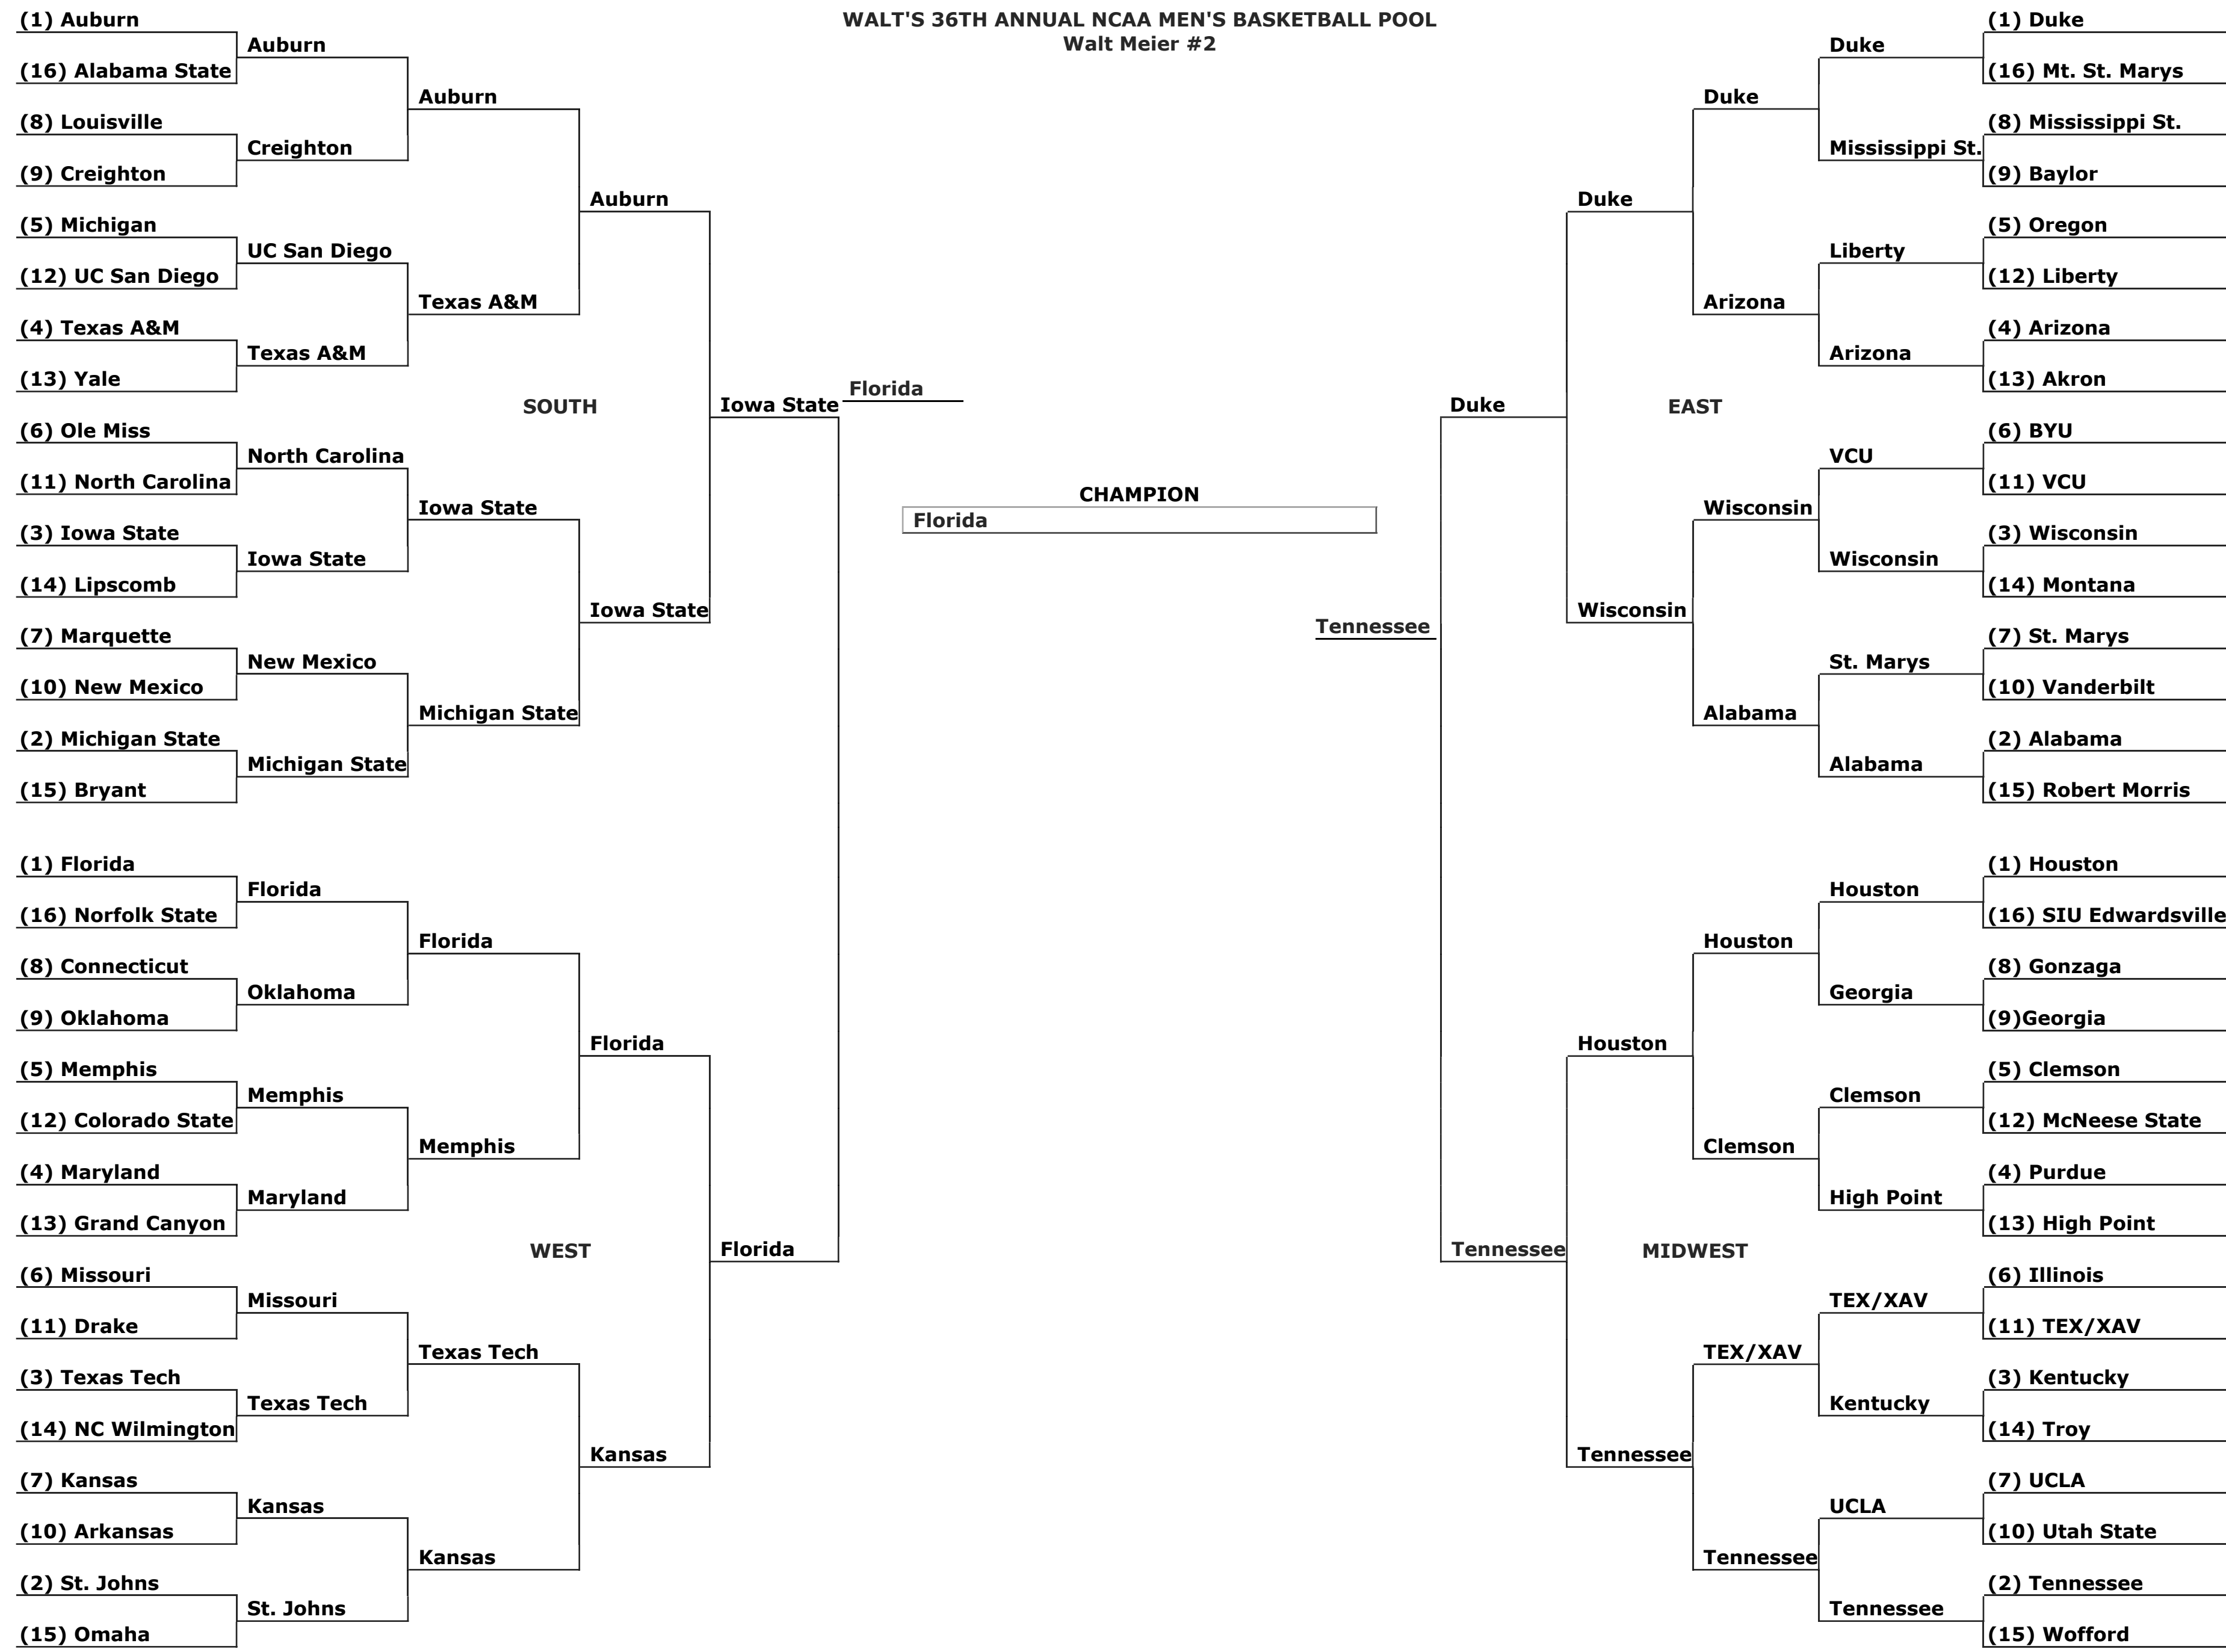 WALT'S 36TH ANNUAL NCAA MEN'S BASKETBALL POOL
Walt Meier #2
(1) Auburn
(16) Alabama State
(8) Louisville
(9) Creighton
(5) Michigan
(12) UC San Diego
(4) Texas A&M
(13) Yale
(6) Ole Miss
(11) North Carolina
(3) Iowa State
(14) Lipscomb
(7) Marquette
(10) New Mexico
(2) Michigan State
(15) Bryant
Auburn
Creighton
UC San Diego
Texas A&M
North Carolina
Iowa State
New Mexico
Michigan State
Auburn
Texas A&M
Iowa State
Michigan State
Auburn
Iowa State
SOUTH
Iowa State
(1) Florida
(16) Norfolk State
(8) Connecticut
(9) Oklahoma
(5) Memphis
(12) Colorado State
(4) Maryland
(13) Grand Canyon
(6) Missouri
(11) Drake
(3) Texas Tech
(14) NC Wilmington
(7) Kansas
(10) Arkansas
(2) St. Johns
(15) Omaha
Florida
Oklahoma
Memphis
Maryland
Missouri
Texas Tech
Kansas
St. Johns
Florida
Memphis
Texas Tech
Kansas
Florida
Kansas
WEST
Florida
Florida
CHAMPION
Florida
Tennessee
Duke
EAST
Duke
Wisconsin
Duke
Arizona
Wisconsin
Alabama
Duke
Mississippi St.
Liberty
Arizona
VCU
Wisconsin
St. Marys
Alabama
(1) Duke
(16) Mt. St. Marys
(8) Mississippi St.
(9) Baylor
(5) Oregon
(12) Liberty
(4) Arizona
(13) Akron
(6) BYU
(11) VCU
(3) Wisconsin
(14) Montana
(7) St. Marys
(10) Vanderbilt
(2) Alabama
(15) Robert Morris
Tennessee
MIDWEST
Houston
Tennessee
Houston
Clemson
TEX/XAV
Tennessee
Houston
Georgia
Clemson
High Point
TEX/XAV
Kentucky
UCLA
Tennessee
(1) Houston
(16) SIU Edwardsville
(8) Gonzaga
(9)Georgia
(5) Clemson
(12) McNeese State
(4) Purdue
(13) High Point
(6) Illinois
(11) TEX/XAV
(3) Kentucky
(14) Troy
(7) UCLA
(10) Utah State
(2) Tennessee
(15) Wofford